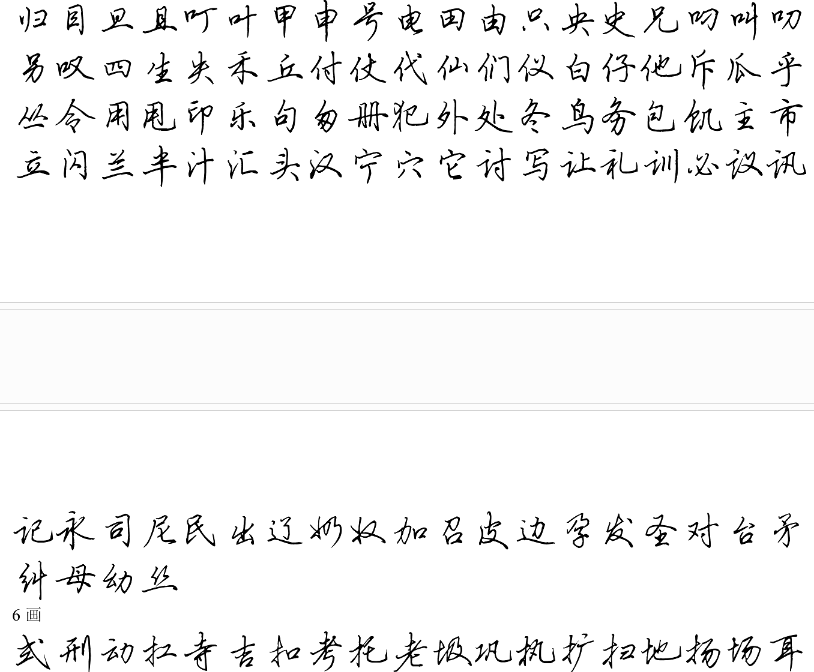 归目旦且叮叶甲申号电田由只央史兄叼叫叨
另叹四生失禾丘付仗代仙们仪白仔他斥瓜乎
丛令用甩印乐句匆册犯外处冬鸟务包饥主市
立闪兰半汁汇头汉宁穴它讨写让礼训必议讯
记永司尼民出辽奶奴加召皮边孕发圣对台矛
纠母幼丝
6 画
式刑动扛寺吉扣考托老圾巩执扩扫地扬场耳